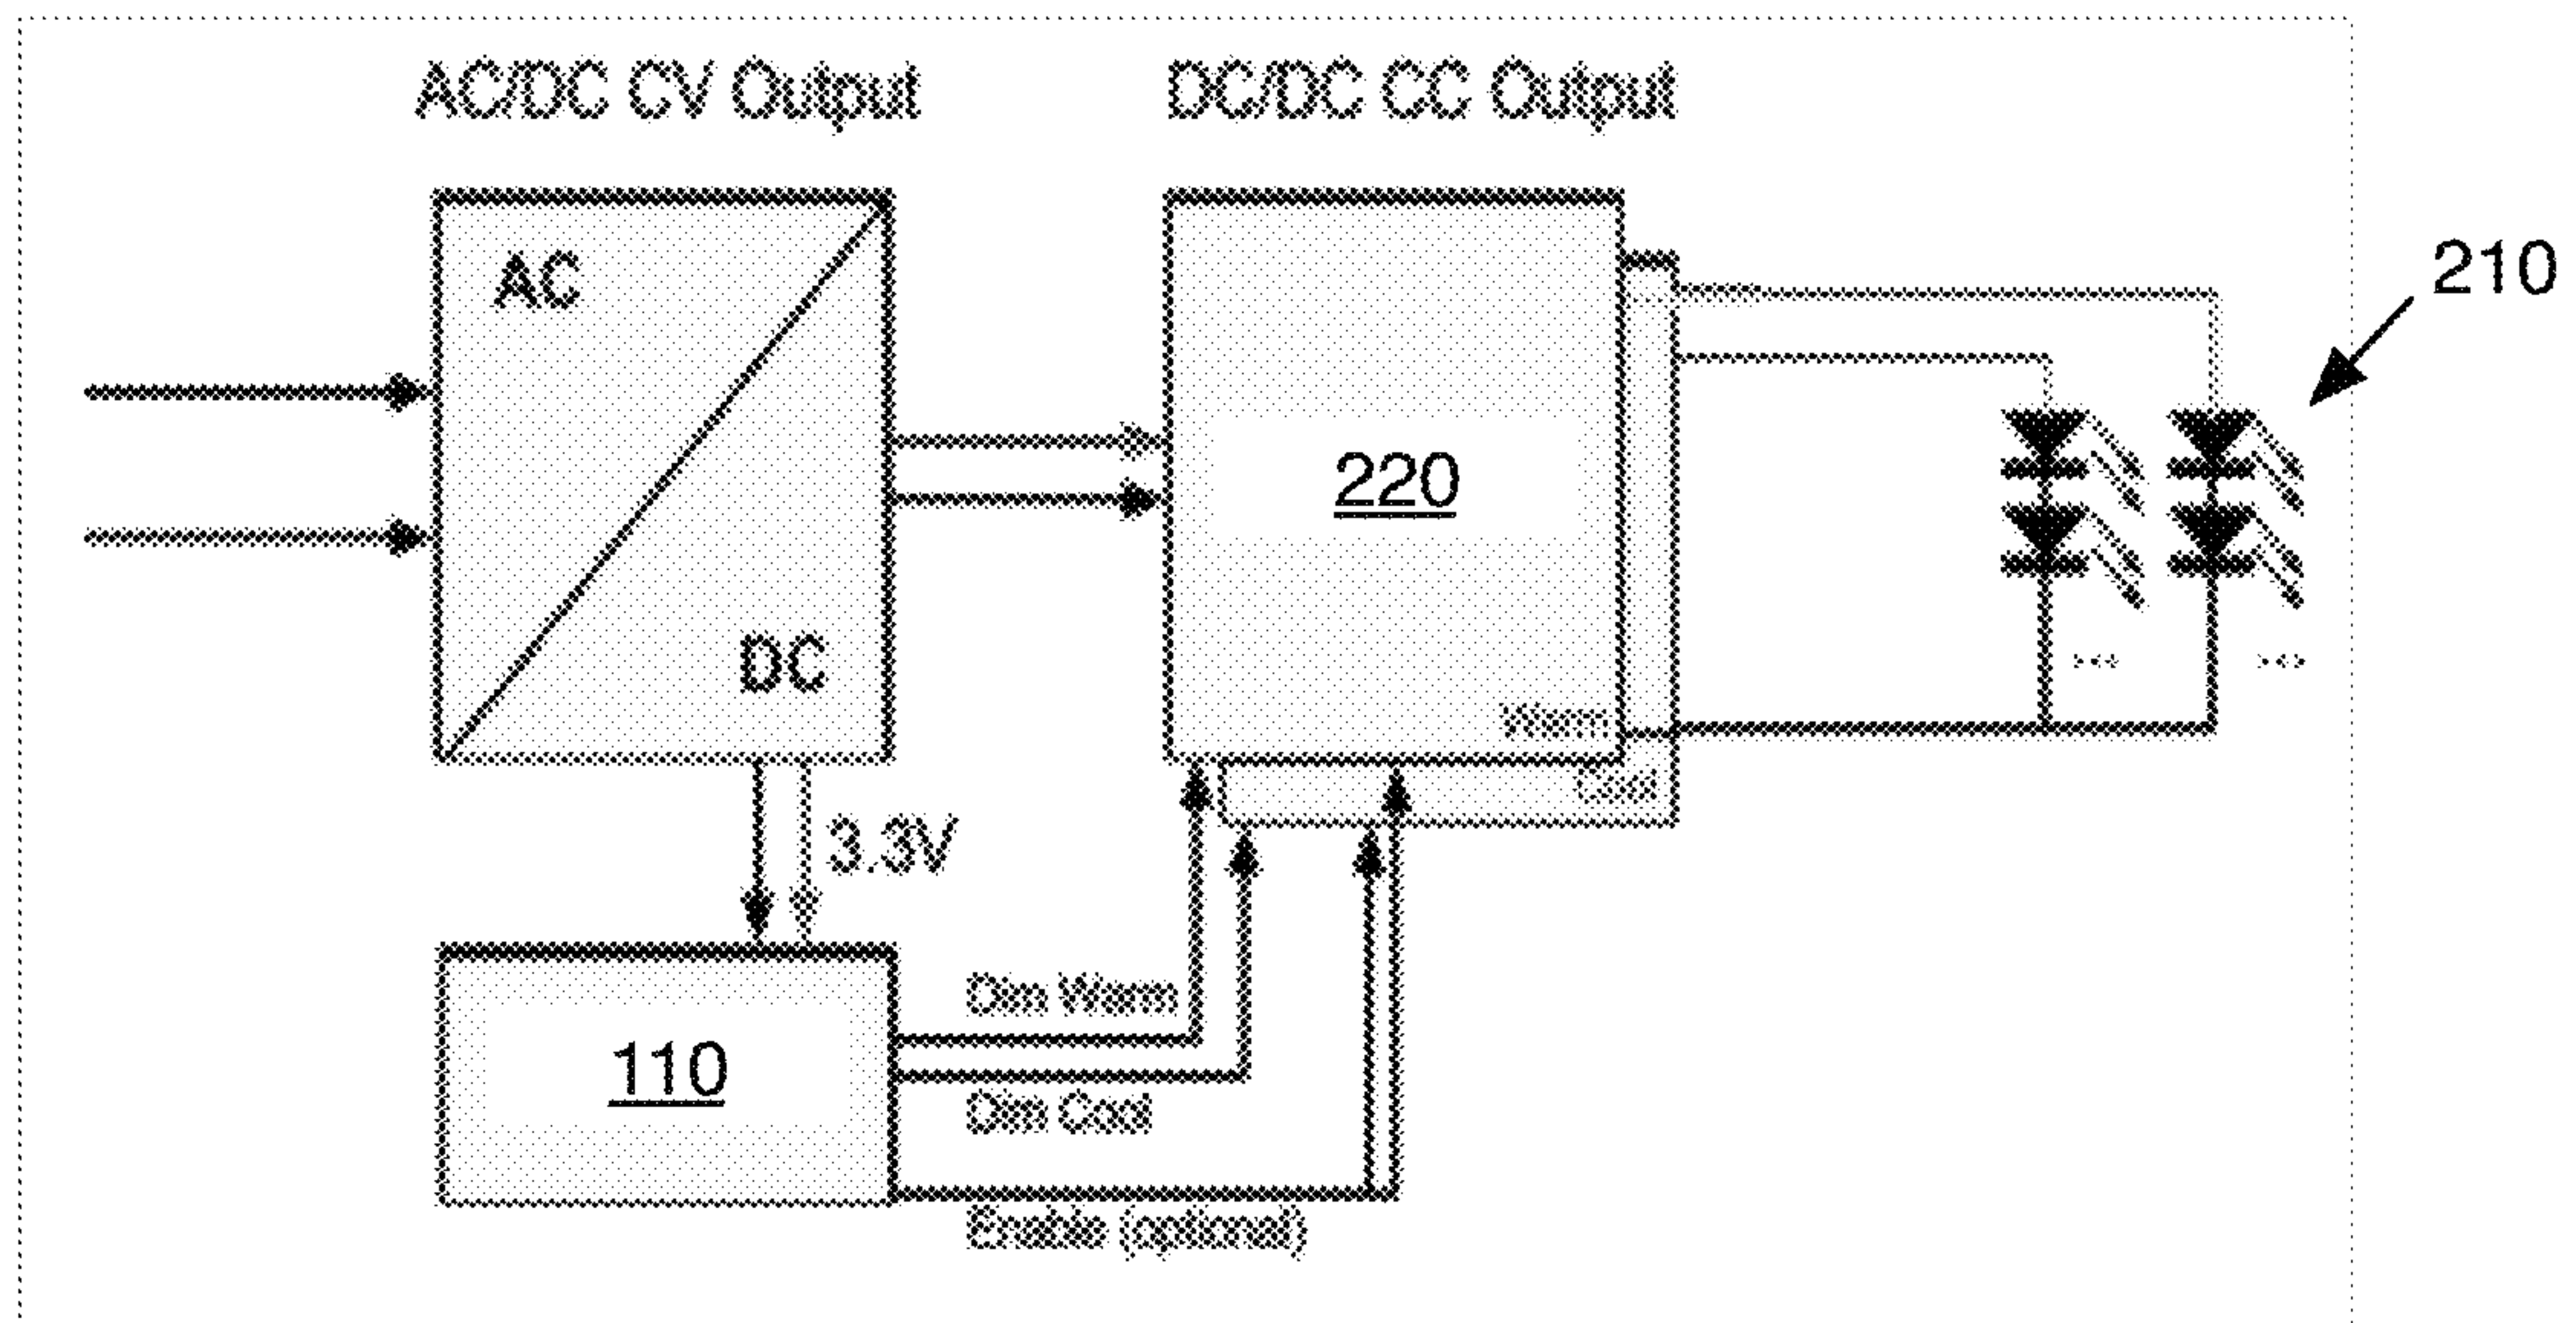 AC/DC CV Output
DC/DC CC Output
AC
DC
210
220
Warm
Cool
3.3V
110
Dim Warm
Dim Cool
Enable (optional)
...
...